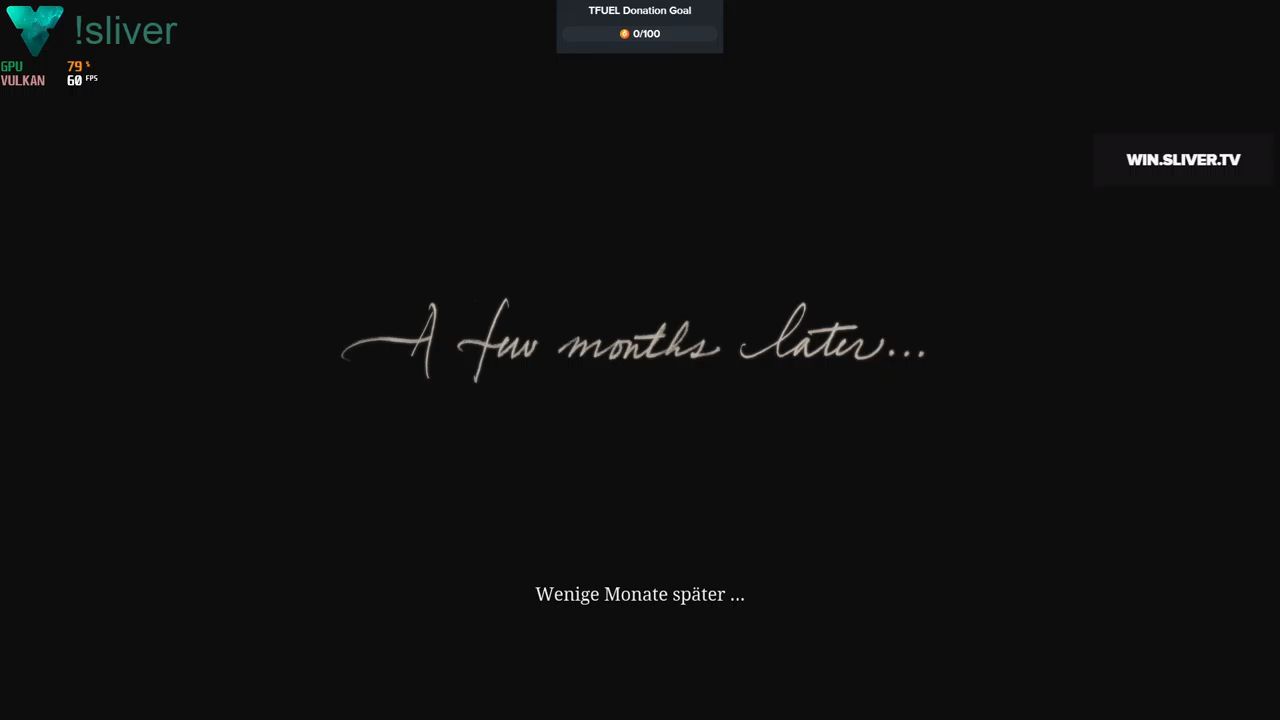 !sliver
TFUEL Donation Goal
0/100
GPU 79 %
VULKAN 60 FPS
WIN.SLIVER.TV
A few months later...
Wenige Monate später ...